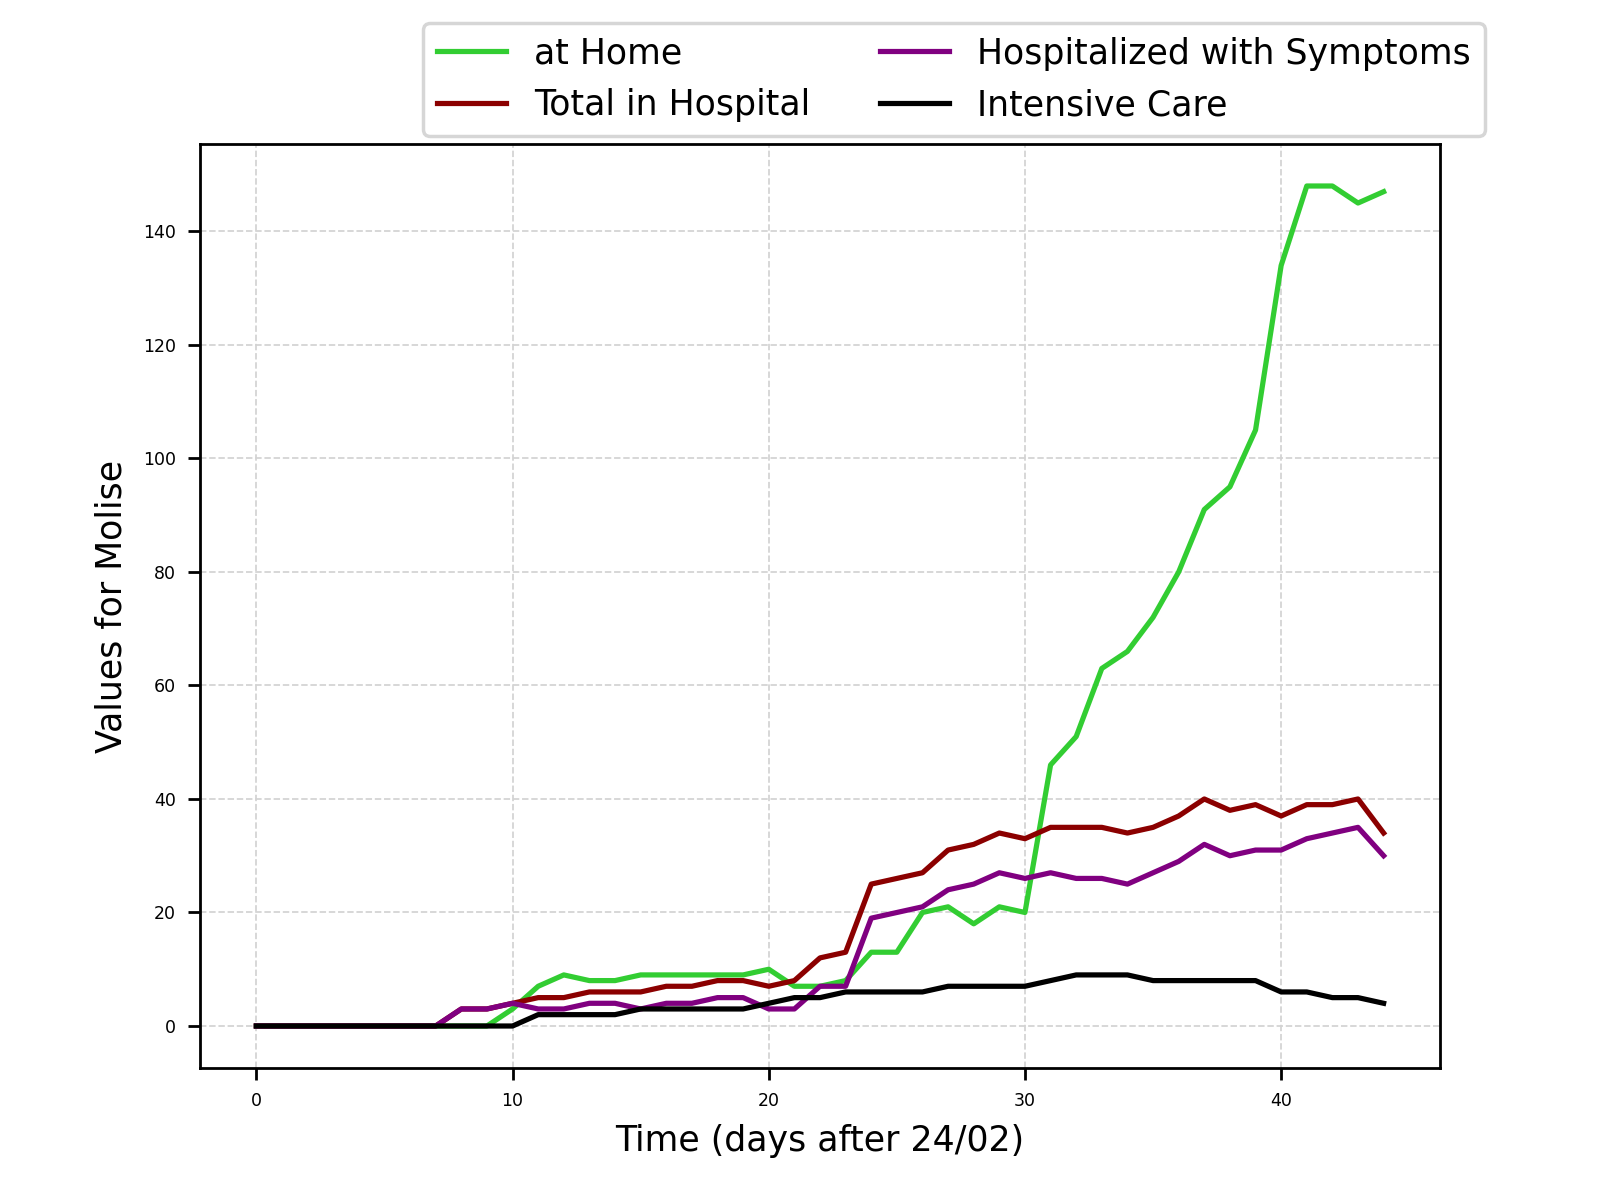 at Home
Hospitalized with Symptoms
Total in Hospital
Intensive Care
140
120
100
80
60
40
20
0
Values for Molise
0
10
20
30
40
Time (days after 24/02)